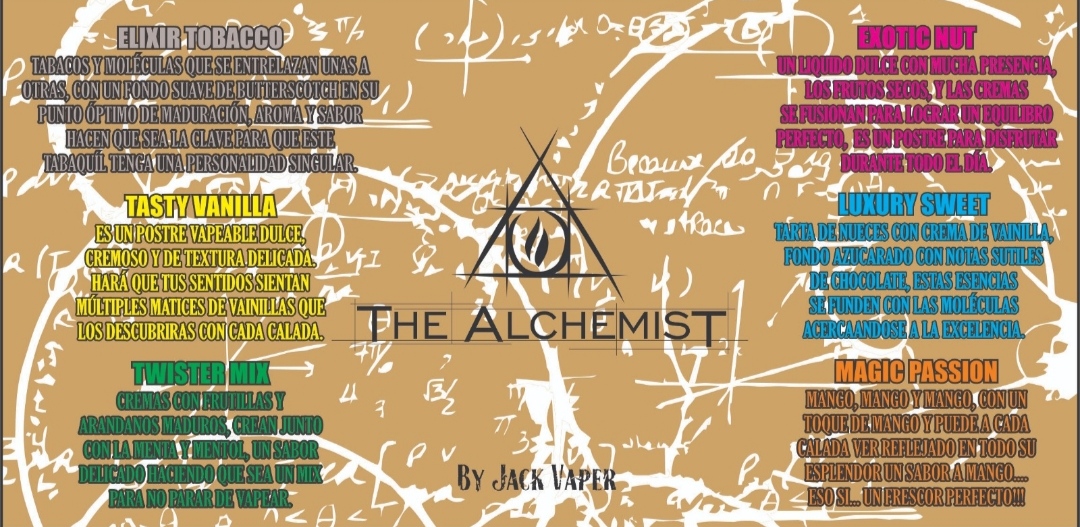 ELIXIR TOBACCO
TABACOS Y MOLÉCULAS QUE SE ENTRELAZAN UNAS A
OTRAS, CON UN FONDO SUAVE DE BUTTERSCOTCH EN SU
PUNTO ÓPTIMO DE MADURACIÓN, AROMA Y SABOR
HACEN QUE SEA LA CLAVE PARA QUE ESTE
TABAQUÍL TENGA UNA PERSONALIDAD SINGULAR.
TASTY VANILLA
ES UN POSTRE VAPEABLE DULCE,
CREMOSO Y DE TEXTURA DELICADA.
HARÁ QUE TUS SENTIDOS SIENTAN
MÚLTIPLES MATICES DE VAINILLAS QUE
LOS DESCUBRIRAS CON CADA CALADA.
TWISTER MIX
CREMAS CON FRUTILLAS Y
ARANDANOS MADUROS, CREAN JUNTO
CON LA MENTA Y MENTOL, UN SABOR
DELICADO HACIENDO QUE SEA UN MIX
PARA NO PARAR DE VAPEAR.
Because
THE ALCHEMIST
BY JACK VAPER
EXOTIC NUT
UN LIQUIDO DULCE CON MUCHA PRESENCIA,
LOS FRUTOS SECOS, Y LAS CREMAS
SE FUSIONAN PARA LOGRAR UN EQUILIBRO
PERFECTO, ES UN POSTRE PARA DISFRUTAR
DURANTE TODO EL DÍA.
LUXURY SWEET
TARTA DE NUECES CON CREMA DE VAINILLA,
FONDO AZUCARADO CON NOTAS SUTILES
DE CHOCOLATE, ESTAS ESENCIAS
SE FUNDEN CON LAS MOLÉCULAS
ACERCAANDOSE A LA EXCELENCIA.
MAGIC PASSION
MANGO, MANGO Y MANGO, CON UN
TOQUE DE MANGO Y PUEDE A CADA
CALADA VER REFLEJADO EN TODO SU
ESPLENDOR UN SABOR A MANGO....
ESO SI... UN FRESCOR PERFECTO!!!